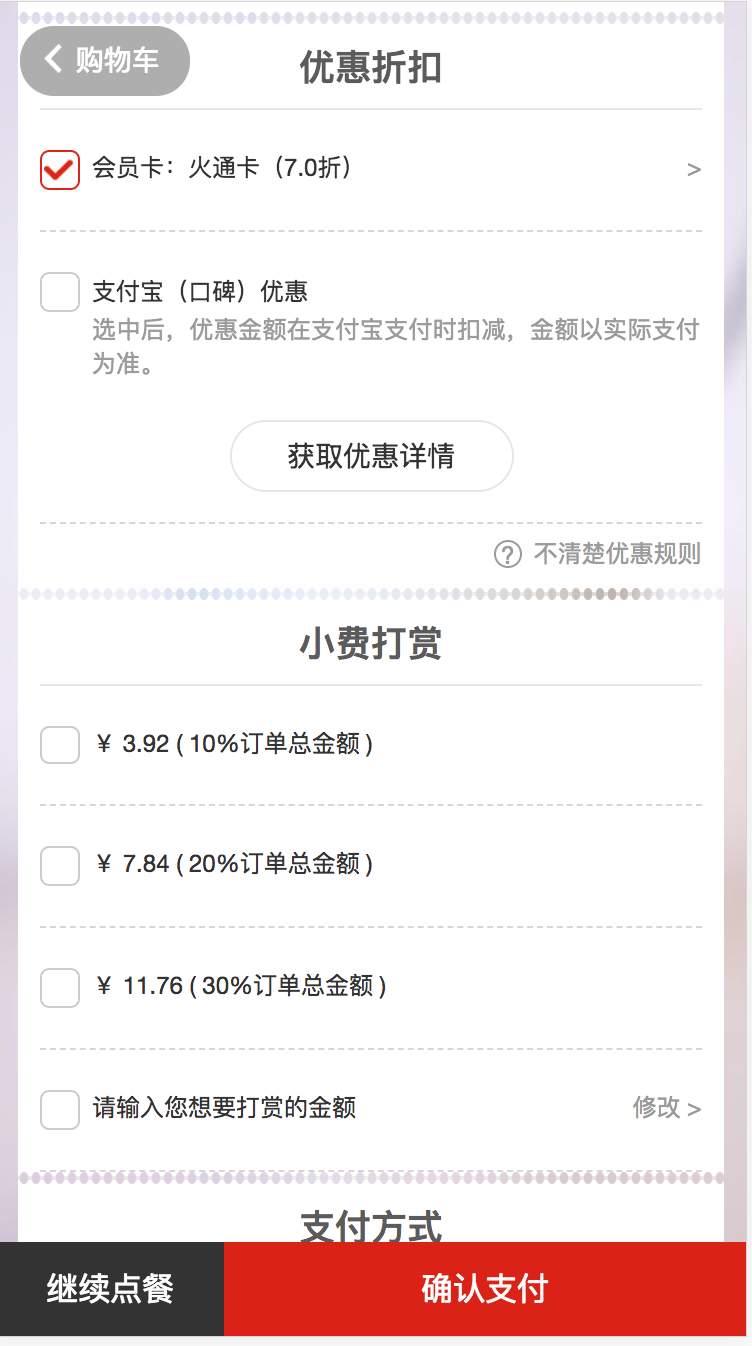 购物车
优惠折扣
会员卡：火通卡（7.0折） >
支付宝（口碑）优惠
选中后，优惠金额在支付宝支付时扣减，金额以实际支付
为准。
获取优惠详情
? 不清楚优惠规则
小费打赏
￥ 3.92 ( 10%订单总金额 )
￥ 7.84 ( 20%订单总金额 )
￥ 11.76 ( 30%订单总金额 )
请输入您想要打赏的金额 修改 >
支付方式
继续点餐 确认支付